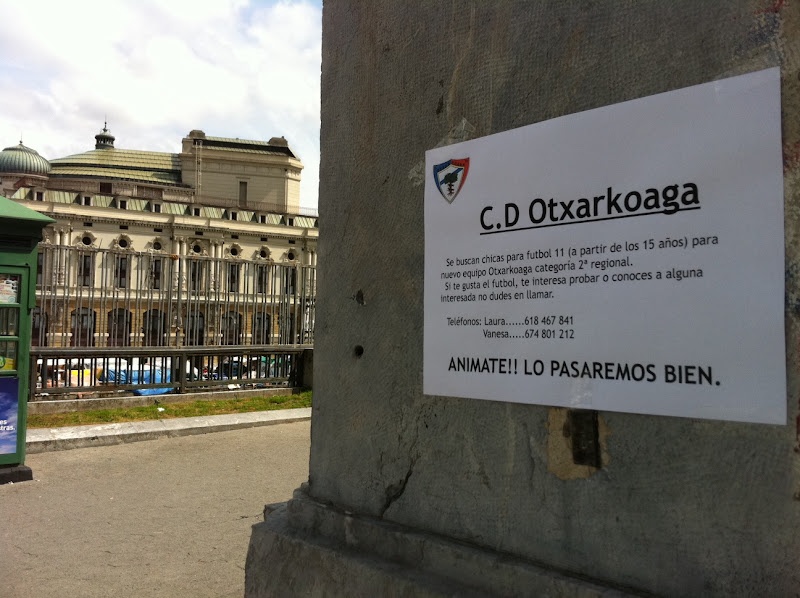 C.D Otxarkoaga
Se buscan chicas para futbol 11 (a partir de los 15 años) para
nuevo equipo Otxarkoaga categoría 2ª regional.
Si te gusta el futbol, te interesa probar o conoces a alguna
interesada no dudes en llamar.
Teléfonos: Laura......618 467 841
Vanesa.....674 801 212
ANIMATE!! LO PASAREMOS BIEN.